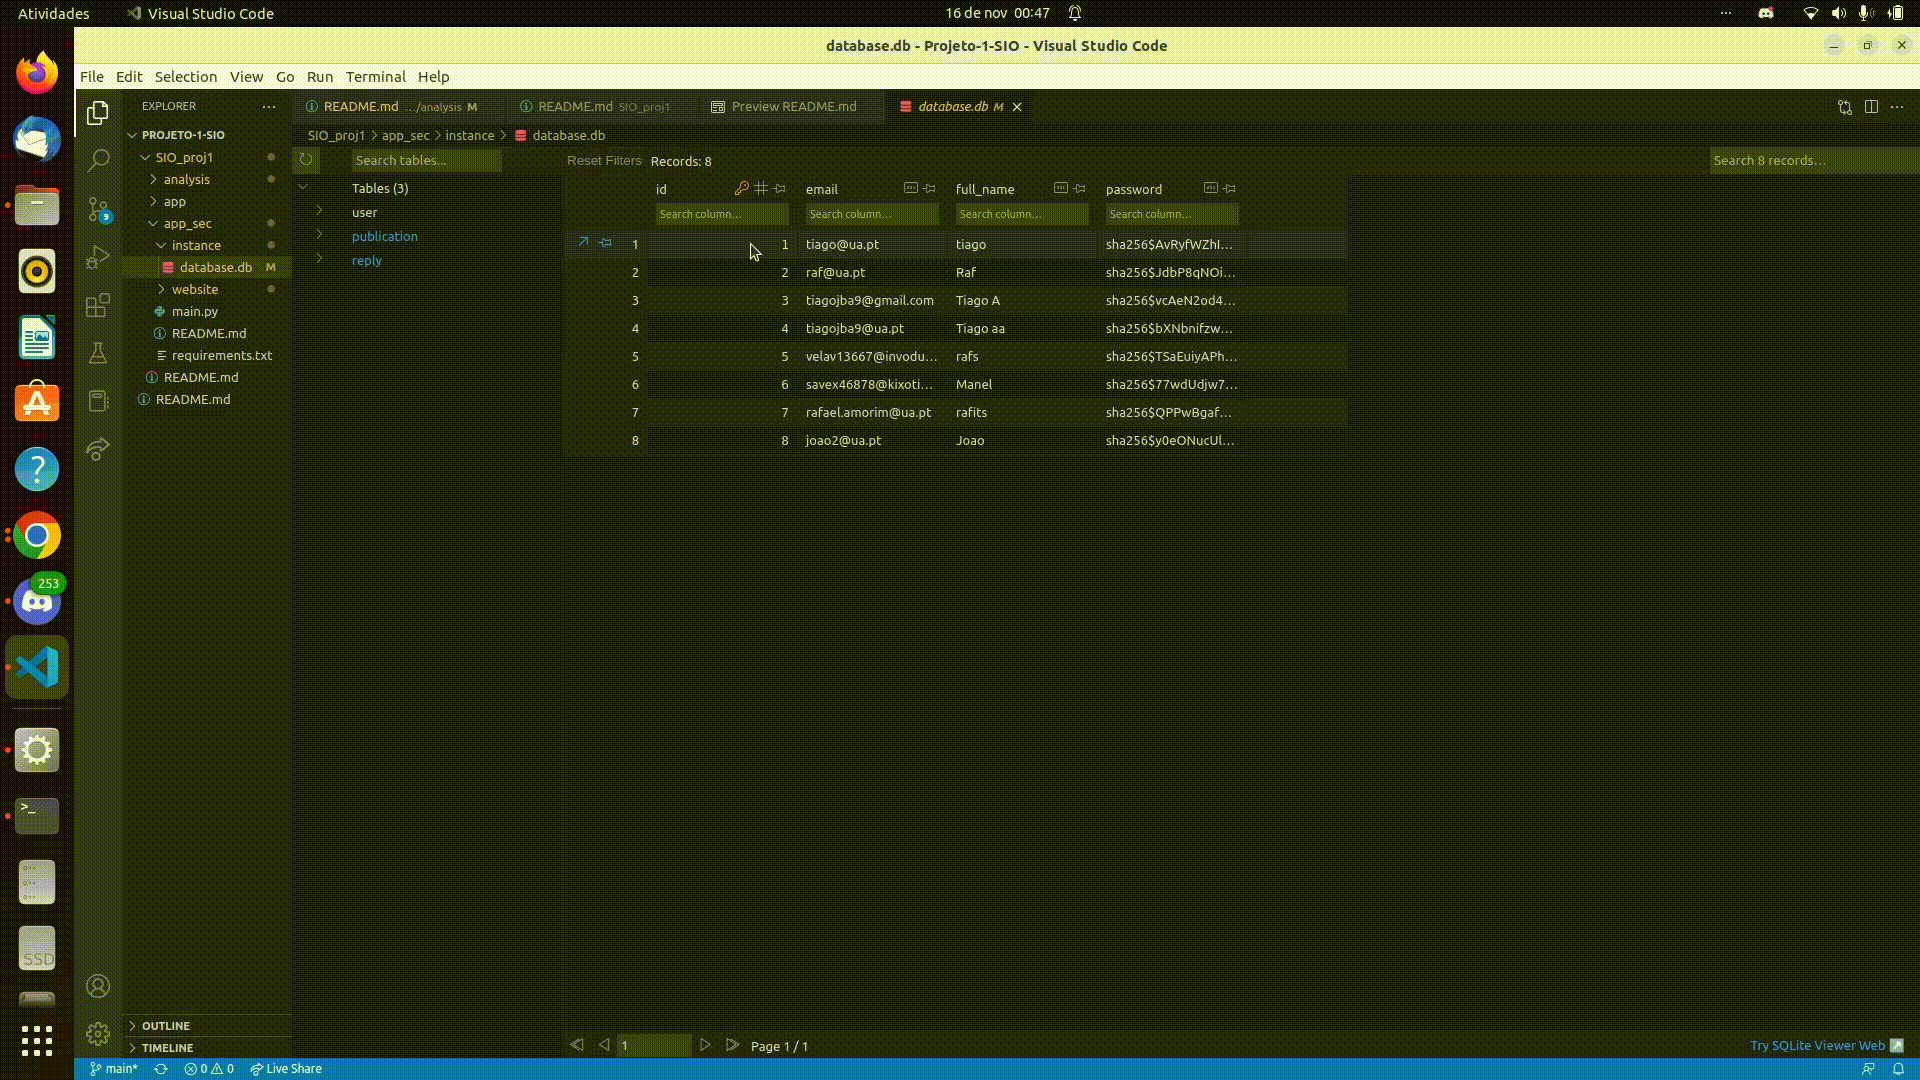 Atividades
Visual Studio Code
16 de nov 00:47
database.db - Projeto-1-SIO - Visual Studio Code
File Edit Selection View Go Run Terminal Help
EXPLORER
README.md .../analysis M
README.md SIO_proj1
Preview README.md
database.db M
PROJETO-1-SIO
SIO_proj1 > app_sec > instance > database.db
SIO_proj1
analysis
app
app_sec
instance
database.db M
website
main.py
README.md
requirements.txt
README.md
README.md
9
253
SSD
Search tables...
Reset Filters Records: 8
Search 8 records...
Tables (3)
user
publication
reply
id email full_name password
Search column... Search column... Search column... Search column...
1 1 tiago@ua.pt tiago sha256$AvRyfWZhI...
2 2 raf@ua.pt Raf sha256$JdbP8qNOi...
3 3 tiagojba9@gmail.com Tiago A sha256$vcAeN2od4...
4 4 tiagojba9@ua.pt Tiago aa sha256$bXNbnifzw...
5 5 velav13667@invodu... rafs sha256$TSaEuiyAPh...
6 6 savex46878@kixoti... Manel sha256$77wdUdjw7...
7 7 rafael.amorim@ua.pt rafits sha256$QPPwBgaf...
8 8 joao2@ua.pt Joao sha256$y0eONucUl...
OUTLINE
TIMELINE
1 Page 1 / 1
Try SQLite Viewer Web
main* 0 0 Live Share